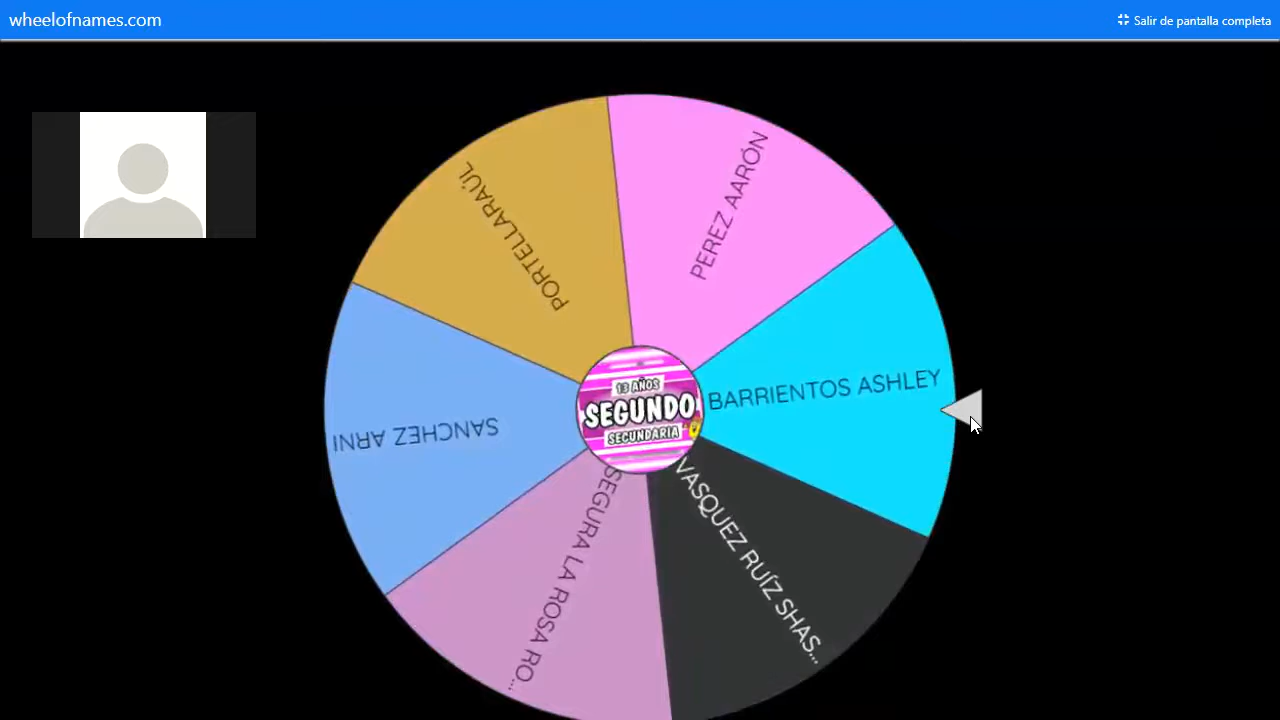 wheelofnames.com
Salir de pantalla completa
PEREZ AARÓN
PORTELLARAÚL
BARRIENTOS ASHLEY
13 AÑOS
SEGUNDO
SECUNDARIA
SANCHEZ ARNI
SEGURA LA ROSA RO...
VASQUEZ RUÍZ SHAS...